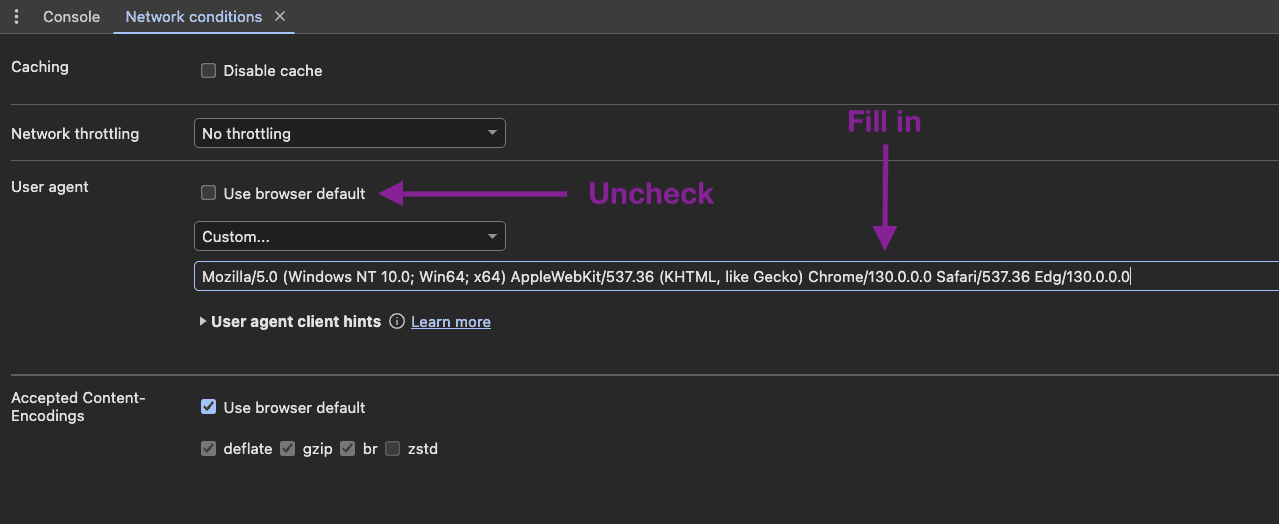 Console Network conditions
Caching
Disable cache
Fill in
Network throttling No throttling
User agent
Use browser default Uncheck
Custom...
Mozilla/5.0 (Windows NT 10.0; Win64; x64) AppleWebKit/537.36 (KHTML, like Gecko) Chrome/130.0.0.0 Safari/537.36 Edg/130.0.0.0
User agent client hints Learn more
Accepted Content-
Encodings
Use browser default
deflate gzip br zstd